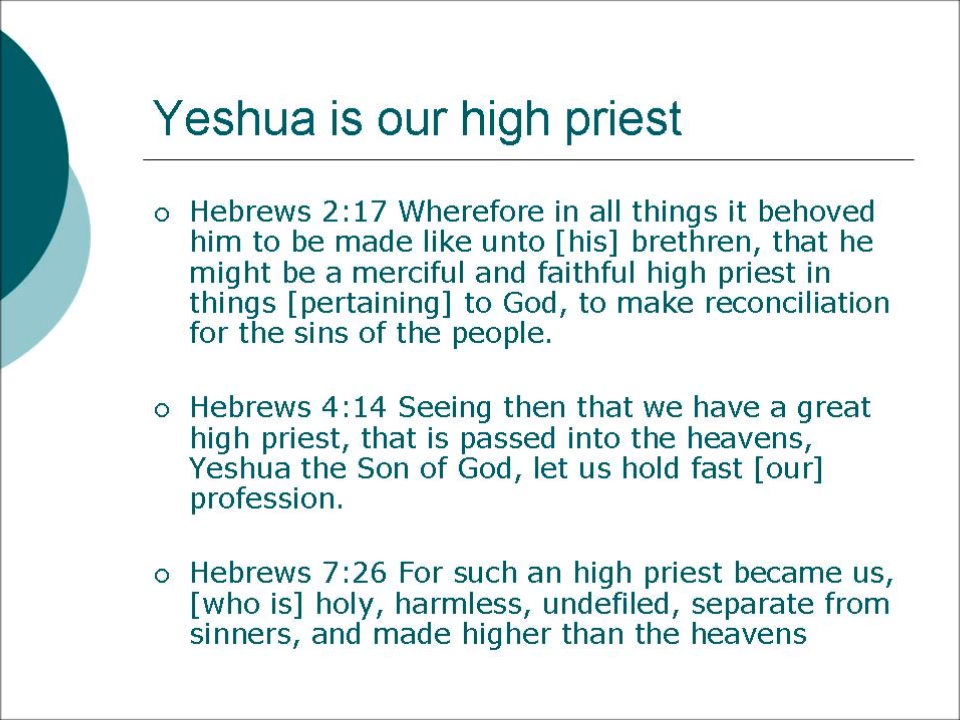 Yeshua is our high priest
Hebrews 2:17 Wherefore in all things it behoved
him to be made like unto [his] brethren, that he
might be a merciful and faithful high priest in
things [pertaining] to God, to make reconciliation
for the sins of the people.
Hebrews 4:14 Seeing then that we have a great
high priest, that is passed into the heavens,
Yeshua the Son of God, let us hold fast [our]
profession.
Hebrews 7:26 For such an high priest became us,
[who is] holy, harmless, undefiled, separate from
sinners, and made higher than the heavens